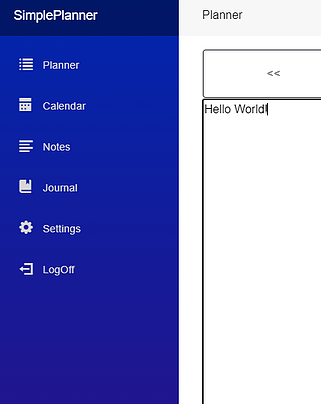 SimplePlanner
Planner
Calendar
Notes
Journal
Settings
LogOff
Planner
<<
Hello World!